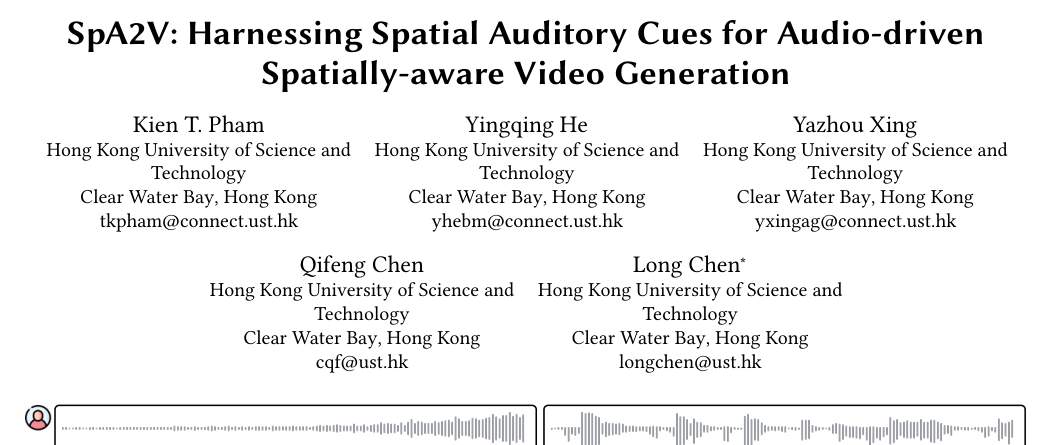 SpA2V: Harnessing Spatial Auditory Cues for Audio-driven
Spatially-aware Video Generation
Kien T. Pham
Hong Kong University of Science and
Technology
Clear Water Bay, Hong Kong
tkpham@connect.ust.hk
Yingqing He
Hong Kong University of Science and
Technology
Clear Water Bay, Hong Kong
yhebm@connect.ust.hk
Yazhou Xing
Hong Kong University of Science and
Technology
Clear Water Bay, Hong Kong
yxingag@connect.ust.hk
Qifeng Chen
Hong Kong University of Science and
Technology
Clear Water Bay, Hong Kong
cqf@ust.hk
Long Chen*
Hong Kong University of Science and
Technology
Clear Water Bay, Hong Kong
longchen@ust.hk